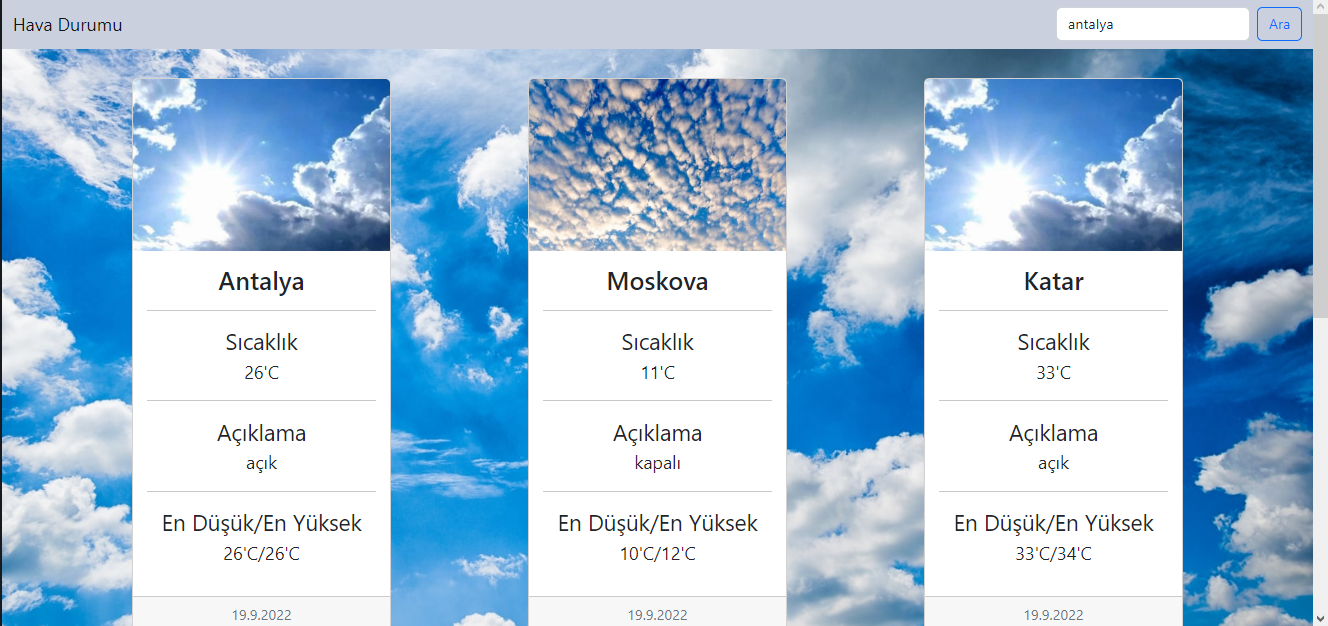 Hava Durumu
antalya
Ara
Antalya
Sıcaklık
26'C
Açıklama
açık
En Düşük/En Yüksek
26'C/26'C
19.9.2022
Moskova
Sıcaklık
11'C
Açıklama
kapalı
En Düşük/En Yüksek
10'C/12'C
19.9.2022
Katar
Sıcaklık
33'C
Açıklama
açık
En Düşük/En Yüksek
33'C/34'C
19.9.2022